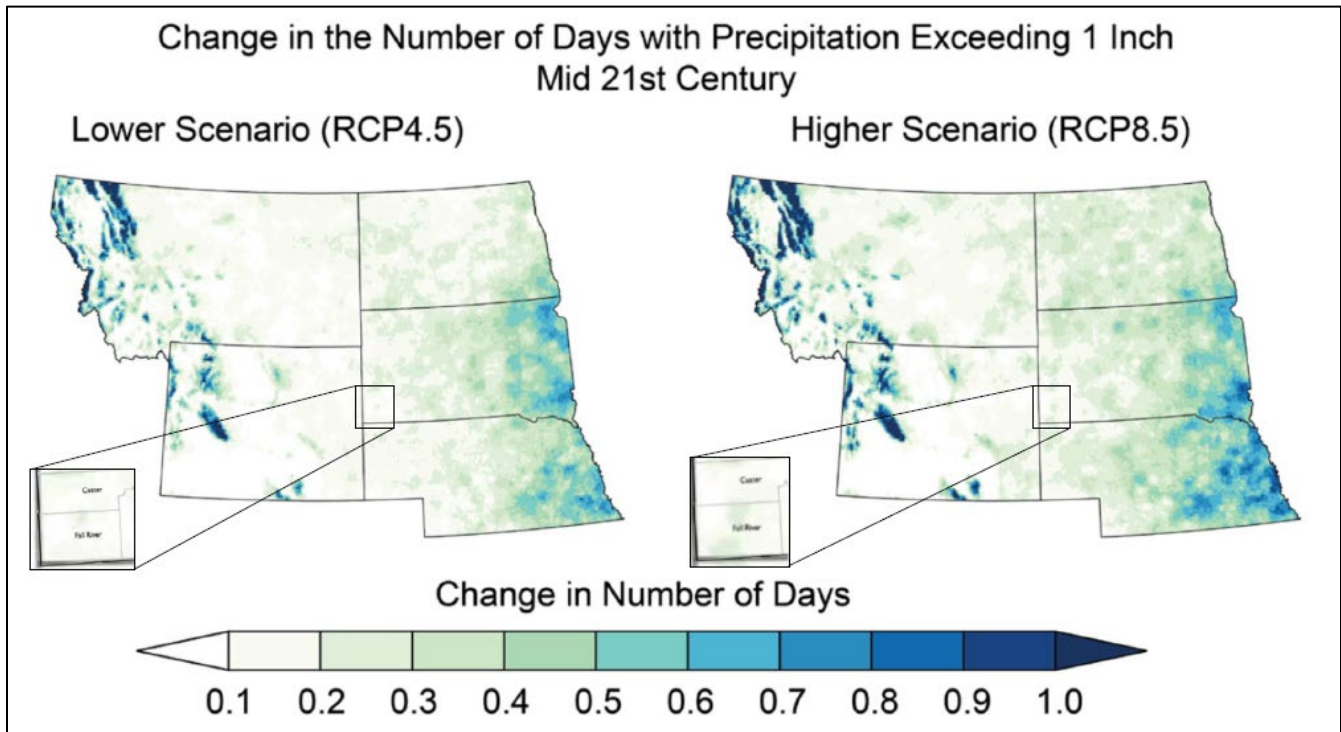 Change in the Number of Days with Precipitation Exceeding 1 Inch
Mid 21st Century
Lower Scenario (RCP4.5)
Higher Scenario (RCP8.5)
Custer
Fall River
Custer
Fall River
Change in Number of Days
0.1 0.2 0.3 0.4 0.5 0.6 0.7 0.8 0.9 1.0